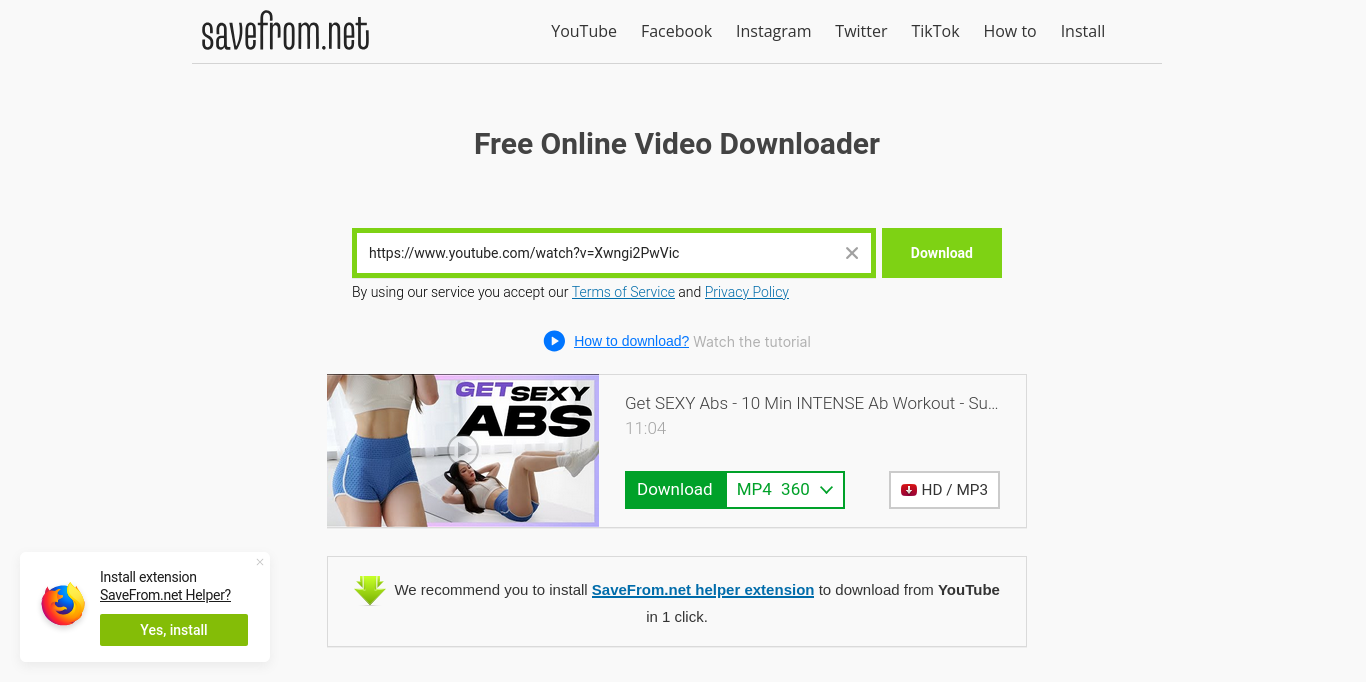 savefrom.net
YouTube Facebook Instagram Twitter TikTok How to Install
Free Online Video Downloader
https://www.youtube.com/watch?v=Xwngi2PwVic
Download
By using our service you accept our Terms of Service and Privacy Policy
How to download? Watch the tutorial
GET SEXY
ABS
Get SEXY Abs - 10 Min INTENSE Ab Workout - Su...
11:04
Download MP4 360
HD / MP3
We recommend you to install SaveFrom.net helper extension to download from YouTube
in 1 click.
Install extension
SaveFrom.net Helper?
Yes, install